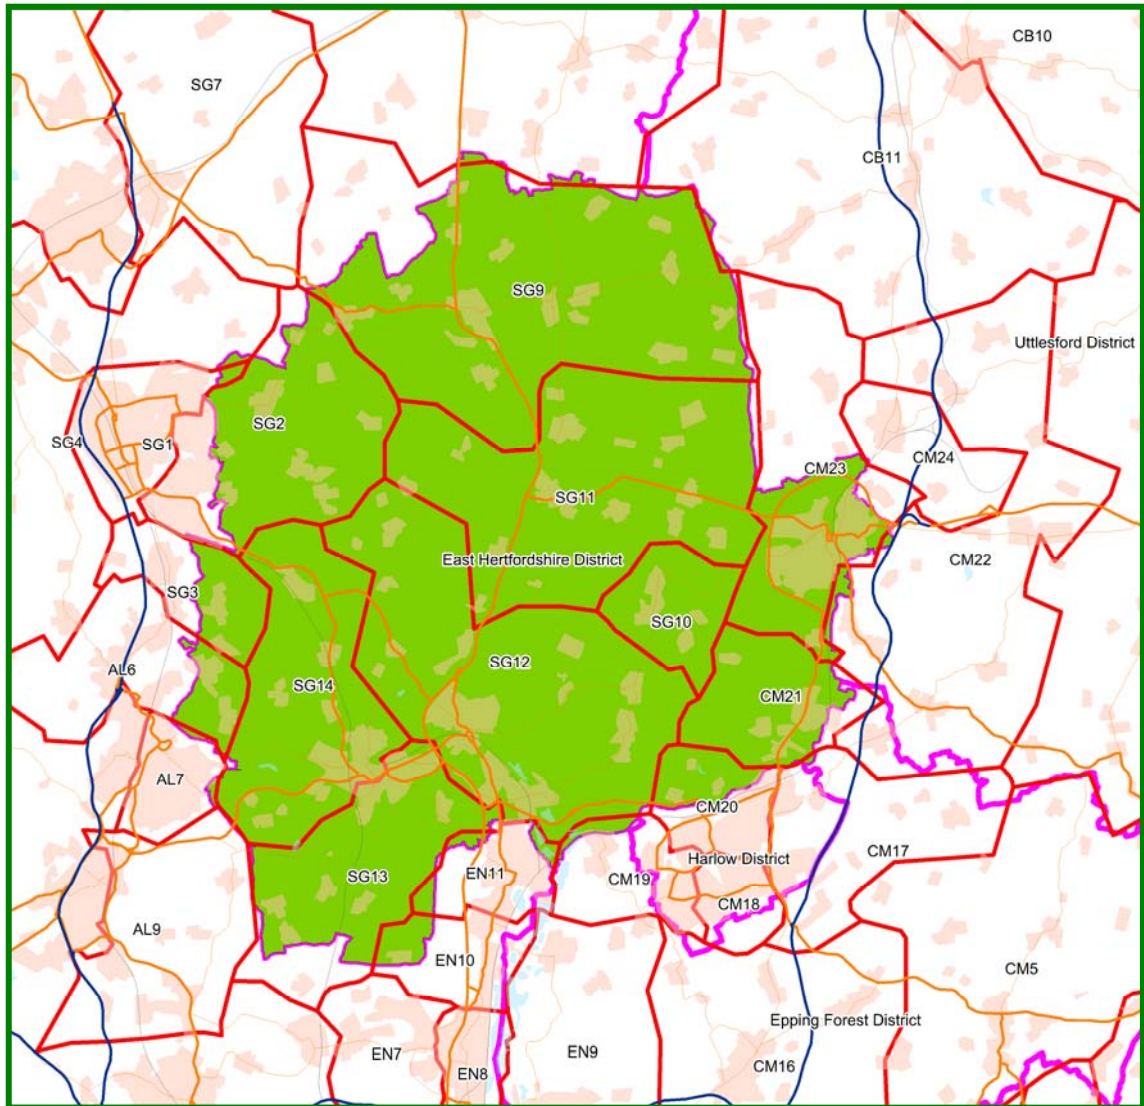 CB10
SG7
CB11
SG9
Uttlesford District
SG2
SG4
SG1
CM24
CM23
SG11
East Hertfordshire District
CM22
SG3
SG10
SG12
AL6
SG14
CM21
AL7
CM20
CM17
Harlow District
EN11
SG13
CM19
CM18
AL9
EN10
CM5
Epping Forest District
EN7
EN9
CM16
EN8